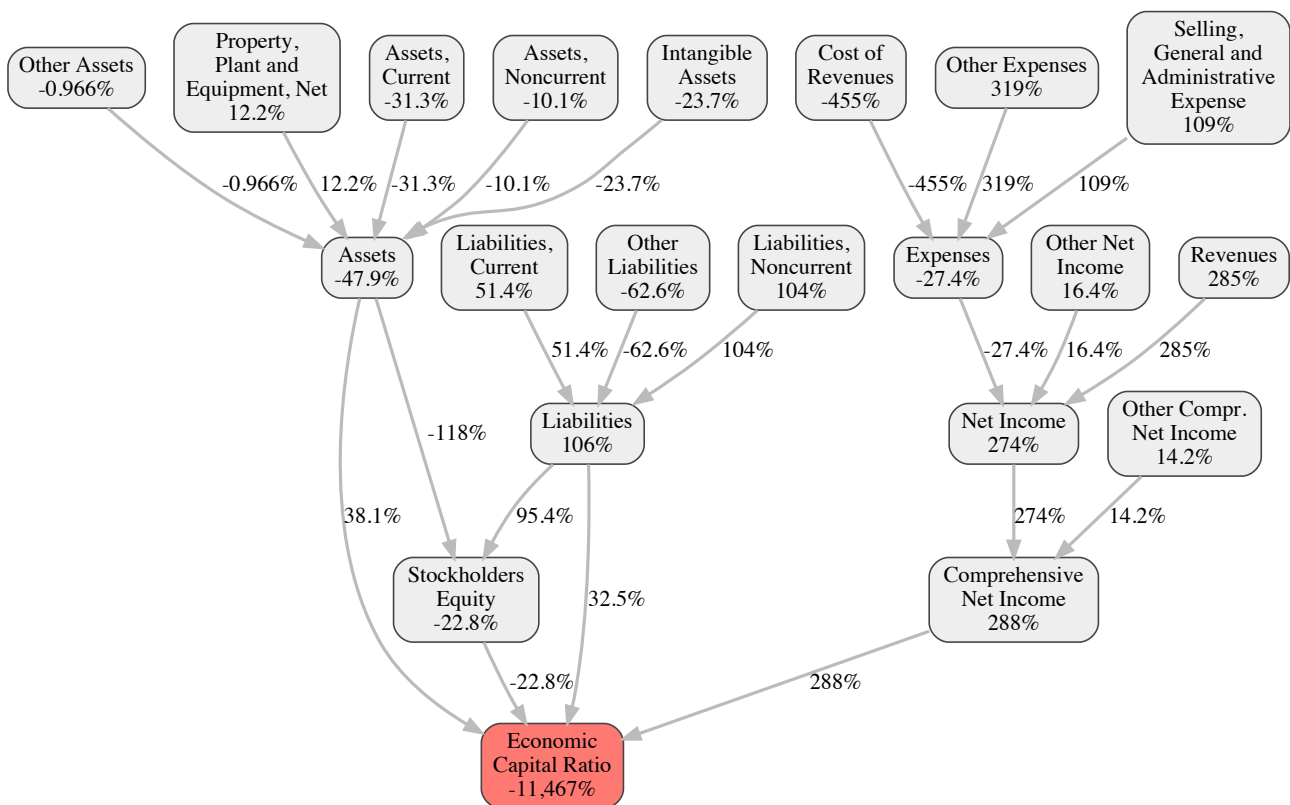 Other Assets
-0.966%
Property,
Plant and
Equipment, Net
12.2%
Assets,
Current
-31.3%
Assets,
Noncurrent
-10.1%
Intangible
Assets
-23.7%
Cost of
Revenues
-455%
Other Expenses
319%
Selling,
General and
Administrative
Expense
109%
-0.966%
12.2%
-31.3%
-10.1%
-23.7%
-455%
319%
109%
Assets
-47.9%
Liabilities,
Current
51.4%
Other
Liabilities
-62.6%
Liabilities,
Noncurrent
104%
Expenses
-27.4%
Other Net
Income
16.4%
Revenues
285%
51.4%
-62.6%
104%
-27.4%
16.4%
285%
-118%
Liabilities
106%
Net Income
274%
Other Compr.
Net Income
14.2%
38.1%
95.4%
274%
14.2%
Stockholders
Equity
-22.8%
32.5%
Comprehensive
Net Income
288%
-22.8%
288%
Economic
Capital Ratio
-11,467%